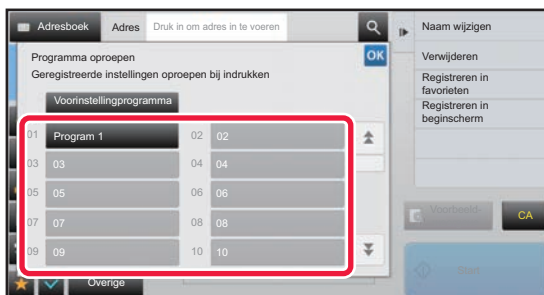 Adresboek
Adres
Druk in om adres in te voeren
Programma oproepen
Geregistreerde instellingen oproepen bij indrukken
OK
Voorinstellingprogramma
01 Program 1
02 02
03 03
04 04
05 05
06 06
07 07
08 08
09 09
10 10
Overige
Naam wijzigen
Verwijderen
Registreren in
favorieten
Registreren in
beginscherm
Voorbeeld-
CA
Start